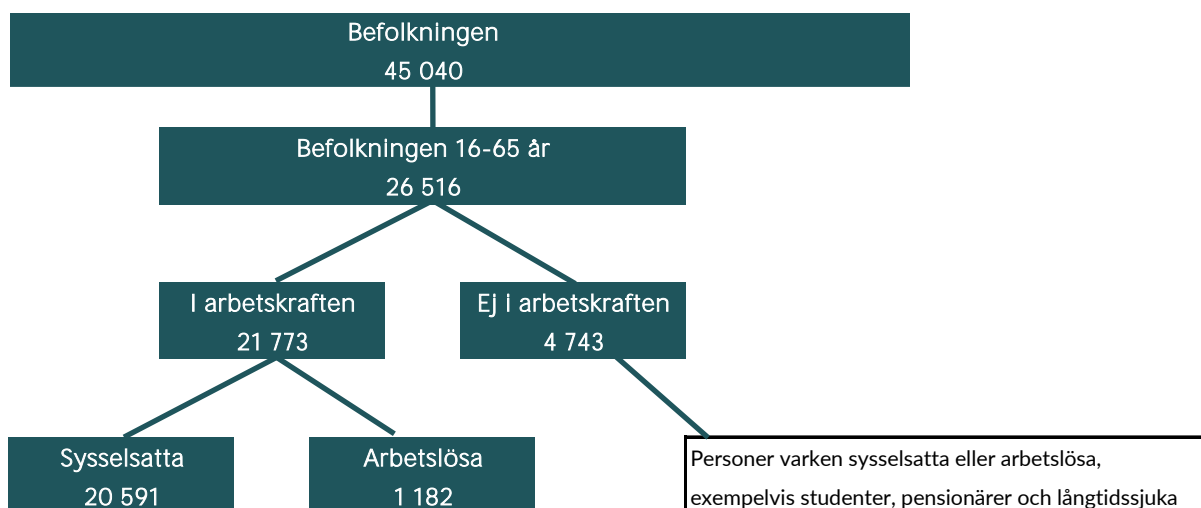 Befolkningen
45 040
Befolkningen 16-65 år
26 516
I arbetskraften
21 773
Ej i arbetskraften
4 743
Sysselsatta
20 591
Arbetslösa
1 182
Personer varken sysselsatta eller arbetslösa,
exempelvis studenter, pensionärer och långtidssjuka